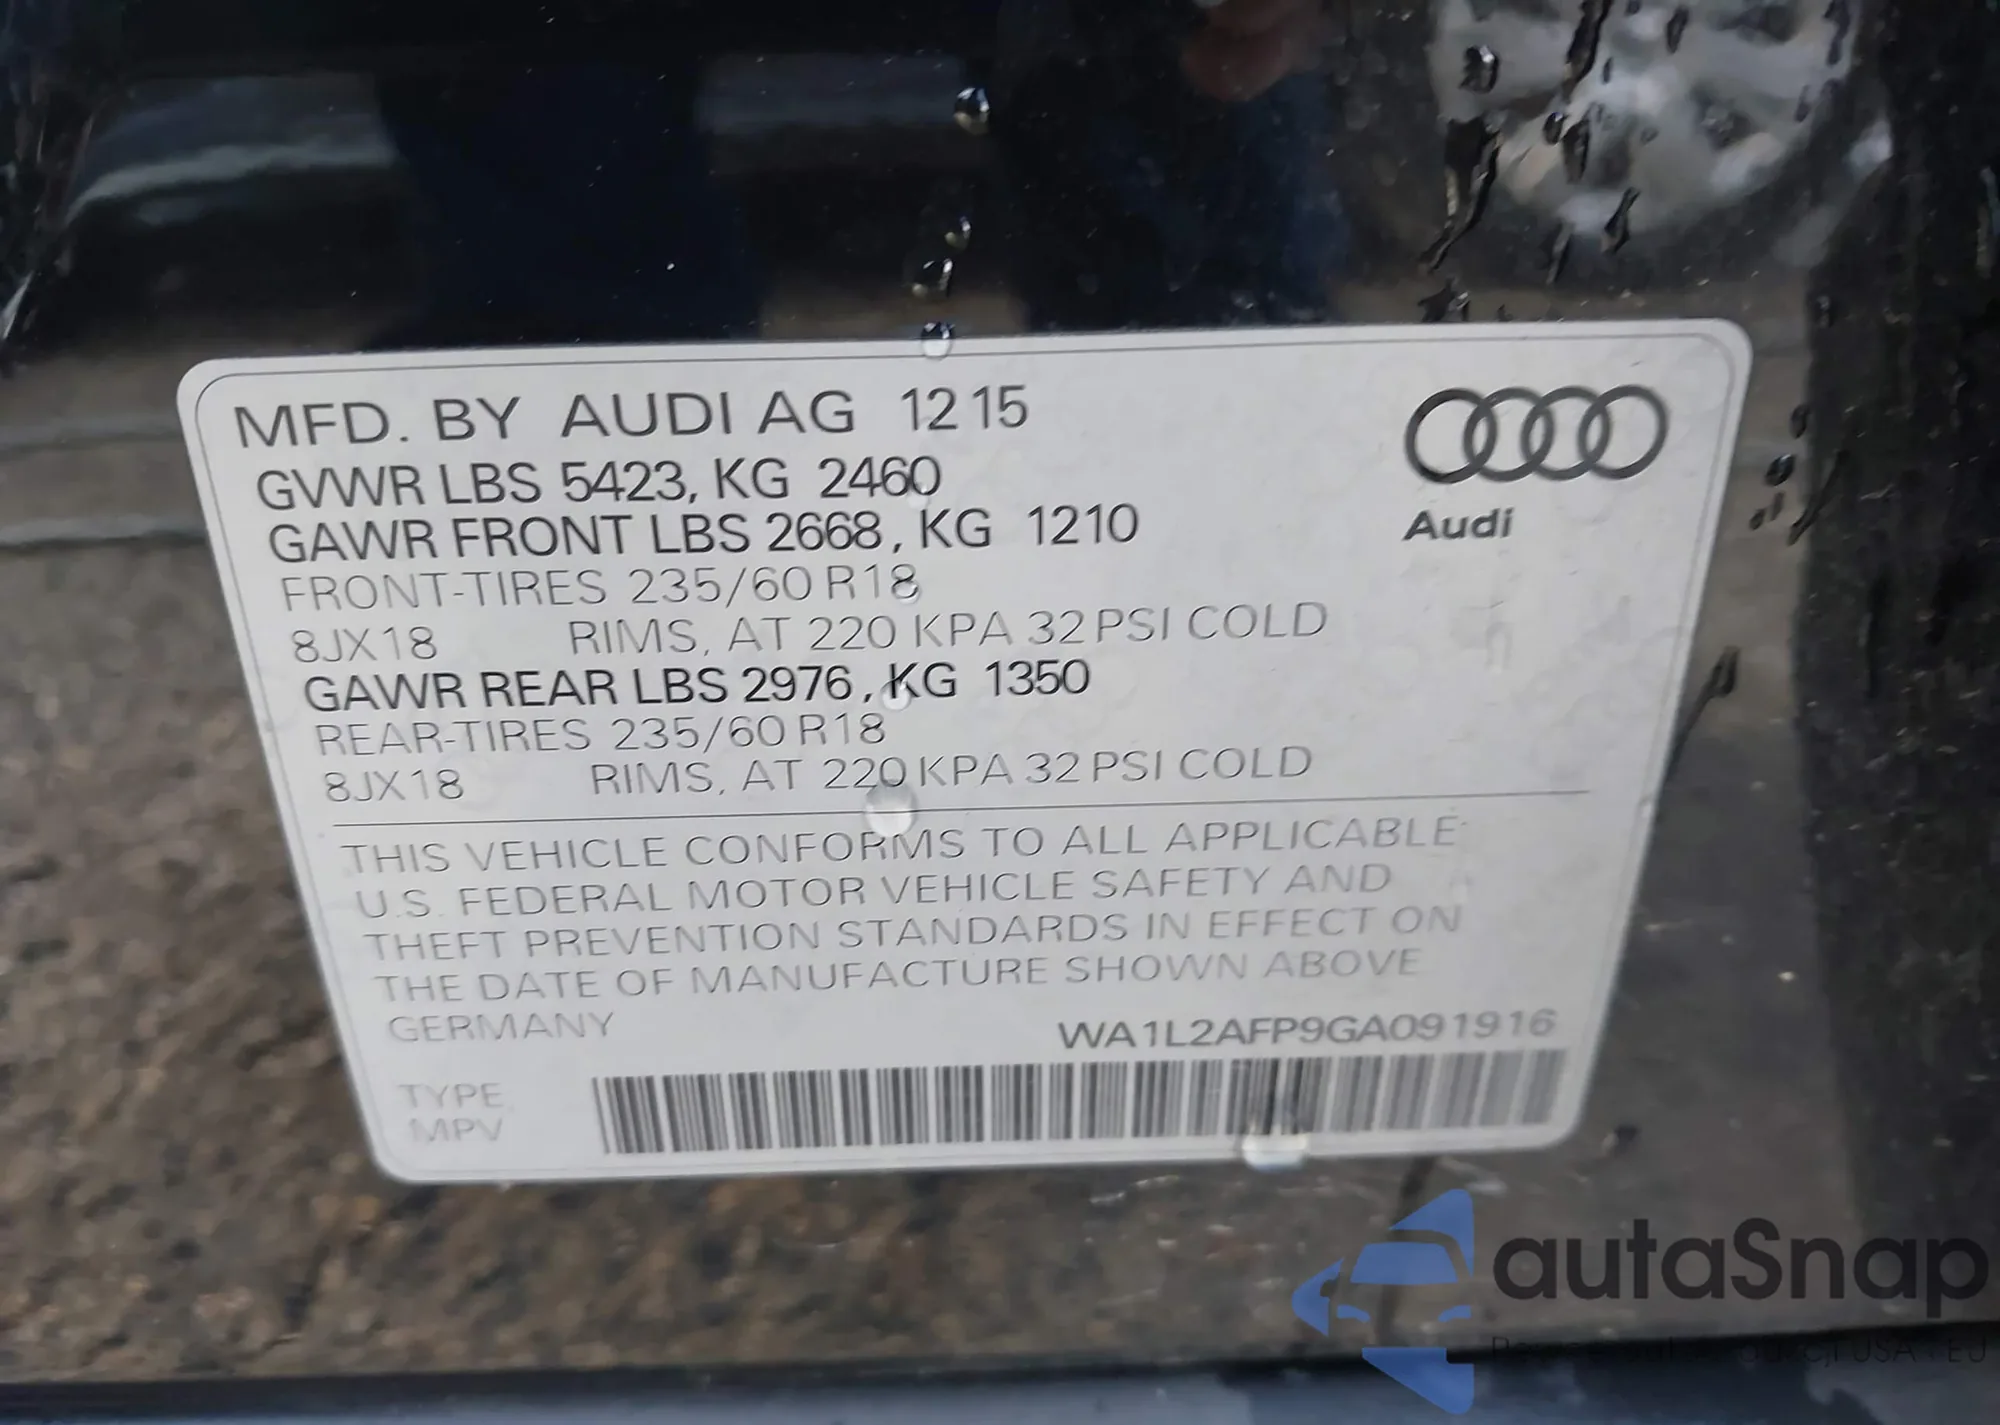 MFD. BY AUDI AG 12 15
GVWR LBS 5423, KG 2460
GAWR FRONT LBS 2668, KG 1210
FRONT-TIRES 235/60 R18
8JX18 RIMS, AT 220 KPA 32 PSI COLD
GAWR REAR LBS 2976, KG 1350
REAR-TIRES 235/60 R18
8JX18 RIMS, AT 220 KPA 32 PSI COLD
Audi
THIS VEHICLE CONFORMS TO ALL APPLICABLE
U.S. FEDERAL MOTOR VEHICLE SAFETY AND
THEFT PREVENTION STANDARDS IN EFFECT ON
THE DATE OF MANUFACTURE SHOWN ABOVE
GERMANY WA1L2AFP9GA091916
TYPE
MPV
autaSnap
USA - EU